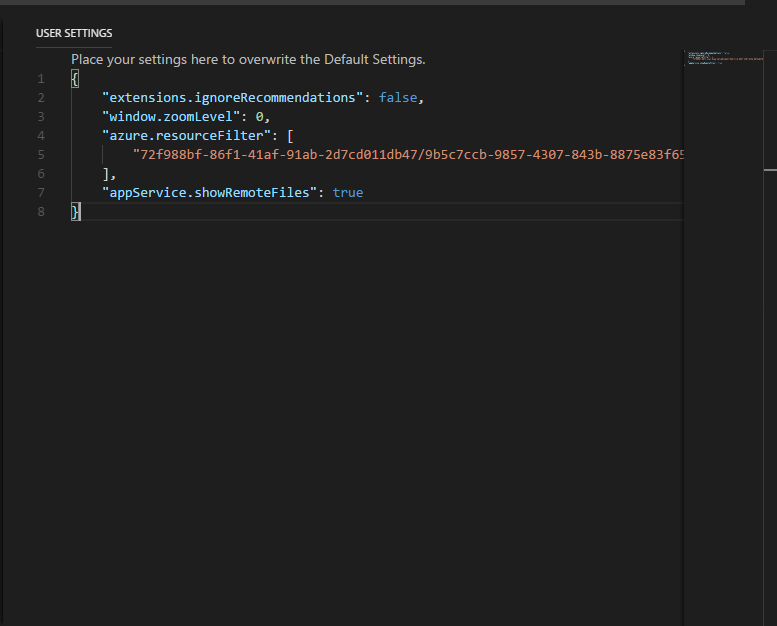 USER SETTINGS
Place your settings here to overwrite the Default Settings.
1 {
2 "extensions.ignoreRecommendations": false,
3 "window.zoomLevel": 0,
4 "azure.resourceFilter": [
5 "72f988bf-86f1-41af-91ab-2d7cd011db47/9b5c7ccb-9857-4307-843b-8875e83f65
6 ],
7 "appService.showRemoteFiles": true
8 }